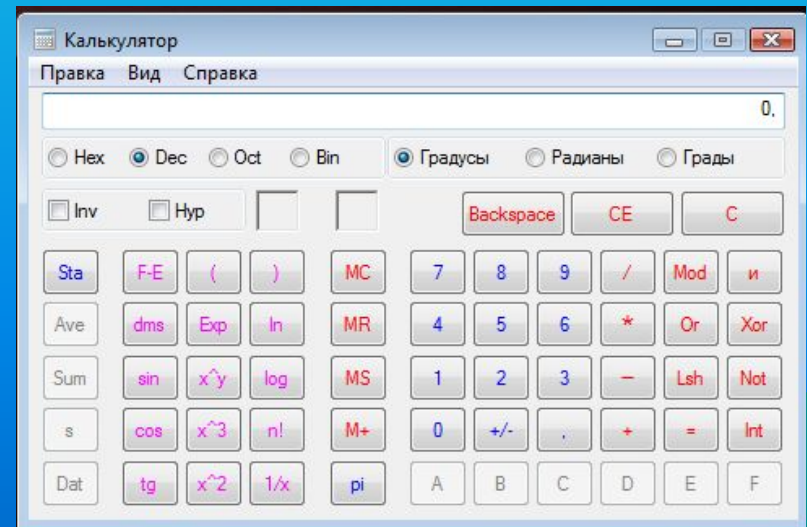 Калькулятор
Правка Вид Справка
0,
Hex Dec Oct Bin Градусы Радианы Грады
Inv Hyp Backspace CE C
Sta F-E ( ) MC 7 8 9 / Mod и
Ave dms Exp ln MR 4 5 6 * Or Xor
Sum sin x^y log MS 1 2 3 – Lsh Not
s cos x^3 n! M+ 0 +/- , + = Int
Dat tg x^2 1/x pi A B C D E F